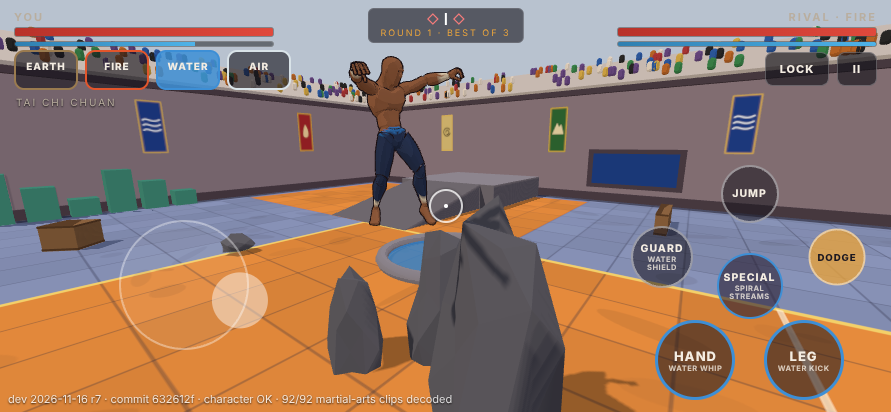 YOU
I
ROUND 1 · BEST OF 3
RIVAL · FIRE
EARTH
FIRE
WATER
AIR
LOCK
II
TAI CHI CHUAN
JUMP
GUARD
WATER
SHIELD
DODGE
SPECIAL
SPIRAL
STREAMS
HAND
WATER WHIP
LEG
WATER KICK
dev 2026-11-16 r7 · commit 632612f · character OK · 92/92 martial-arts clips decoded